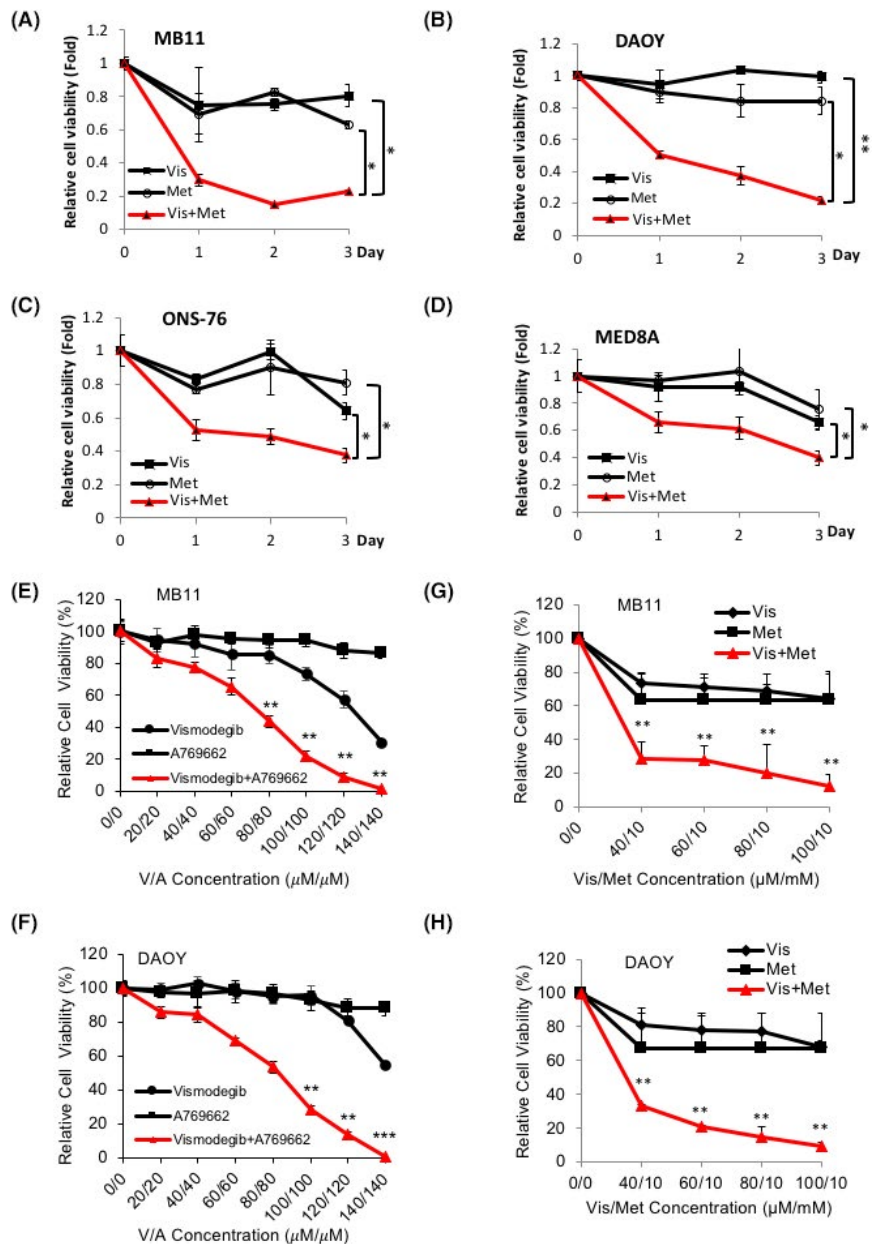 (A)
MB11
Relative cell viability (Fold)
1.2
1
0.8
0.6
0.4
0.2
0
Vis
Met
Vis+Met
*
*
0 1 2 3 Day
(B)
DAOY
Relative cell viability (Fold)
1.2
1
0.8
0.6
0.4
0.2
0
Vis
Met
Vis+Met
*
**
0 1 2 3 Day
(C)
ONS-76
Relative cell viability (Fold)
1.2
1
0.8
0.6
0.4
0.2
0
Vis
Met
Vis+Met
*
*
0 1 2 3 Day
(D)
MED8A
Relative cell viability (Fold)
1.2
1
0.8
0.6
0.4
0.2
0
Vis
Met
Vis+Met
*
*
0 1 2 3 Day
(E)
MB11
Relative Cell Viability (%)
120
100
80
60
40
20
0
** ** ** **
Vismodegib
A769662
Vismodegib+A769662
0/0 20/20 40/40 60/60 80/80 100/100 120/120 140/140
V/A Concentration (μM/μM)
(G)
MB11
Relative Cell Viability (%)
120
100
80
60
40
20
0
Vis
Met
Vis+Met
** ** ** **
0/0 40/10 60/10 80/10 100/10
Vis/Met Concentration (μM/mM)
(F)
DAOY
Relative Cell Viability (%)
120
100
80
60
40
20
0
Vismodegib
A769662
Vismodegib+A769662
** ** ***
0/0 20/20 40/40 60/60 80/80 100/100 120/120 140/140
V/A Concentration (μM/μM)
(H)
DAOY
Relative Cell Viability (%)
120
100
80
60
40
20
0
Vis
Met
Vis+Met
** ** ** **
0/0 40/10 60/10 80/10 100/10
Vis/Met Concentration (μM/mM)